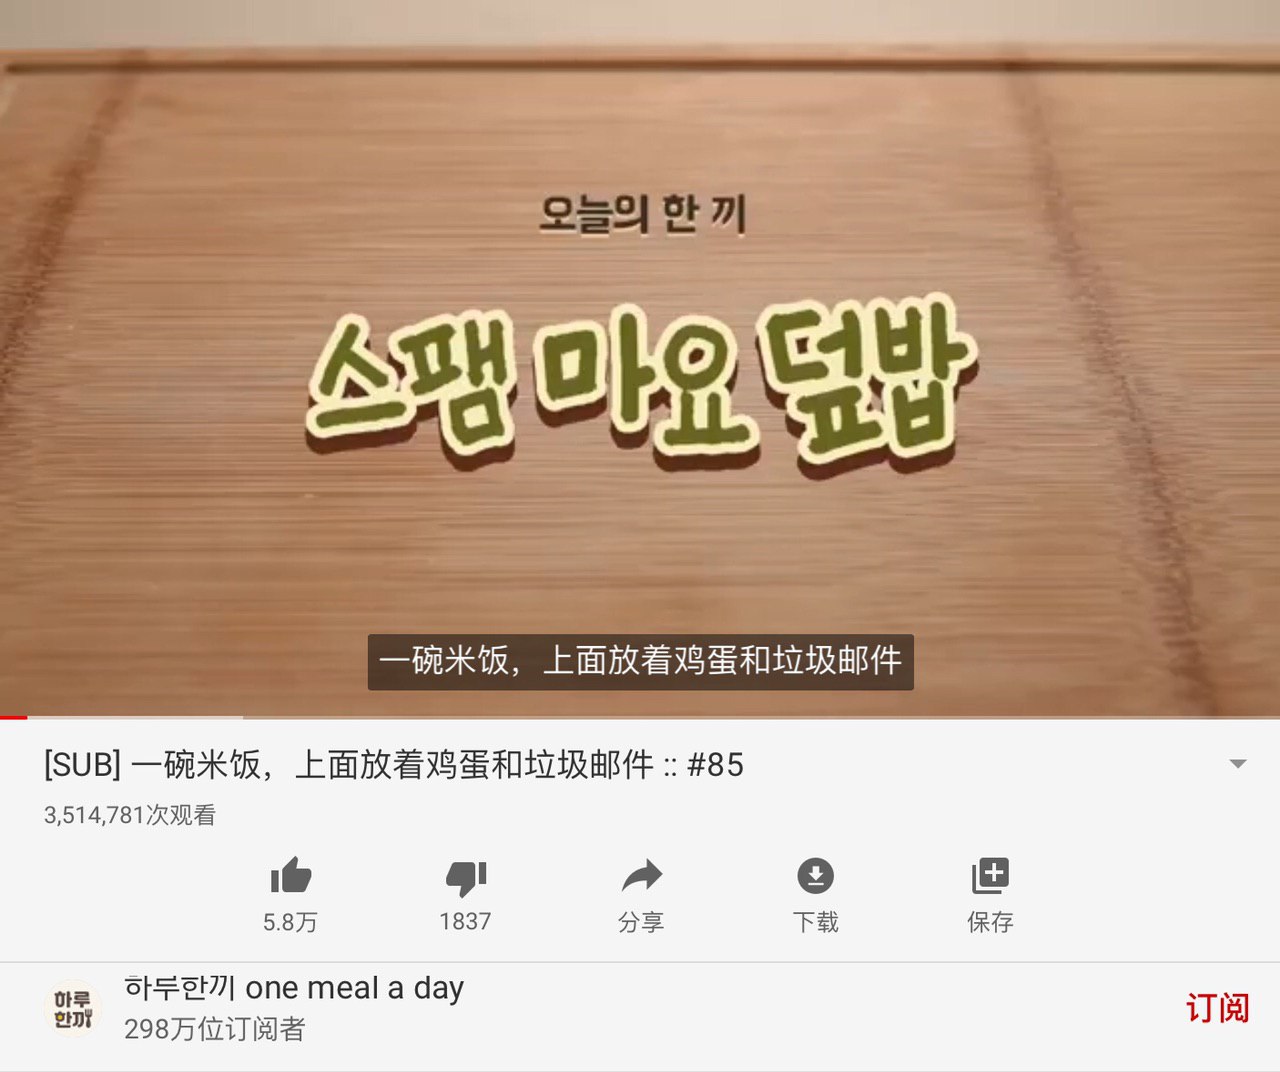 오늘의 한 끼
스팸 마요 덮밥
一碗米饭，上面放着鸡蛋和垃圾邮件
[SUB] 一碗米饭，上面放着鸡蛋和垃圾邮件 :: #85
3,514,781次观看
5.8万
1837
分享
下载
保存
하루한끼 one meal a day
하루
한끼
298万位订阅者
订阅